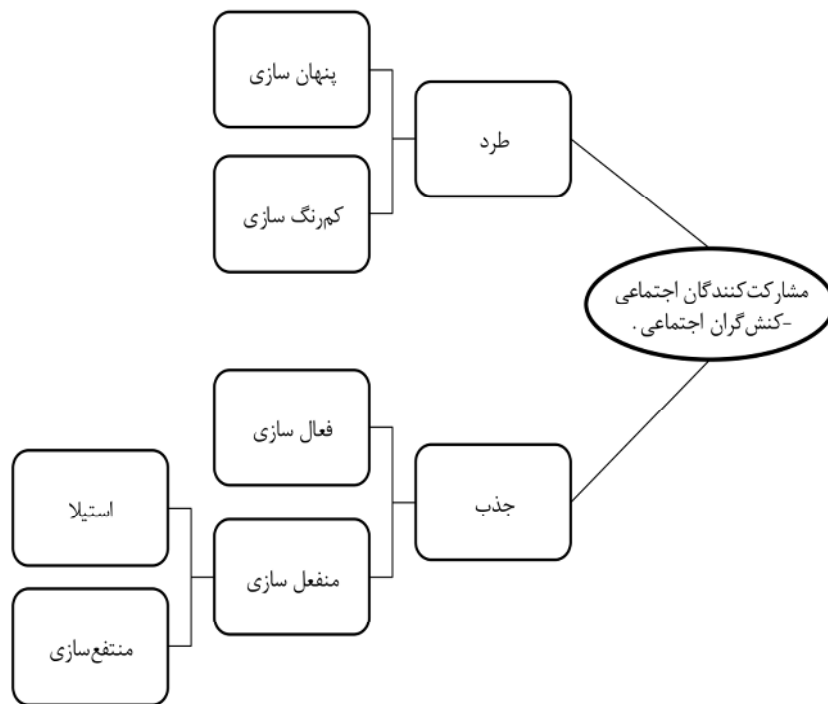 پنهان سازی
طرد
کم‌رنگ سازی
مشارکت‌کنندگان اجتماعی
-کنش‌گران اجتماعی .
فعال سازی
جذب
استیلا
منفعل سازی
منتفع‌سازی